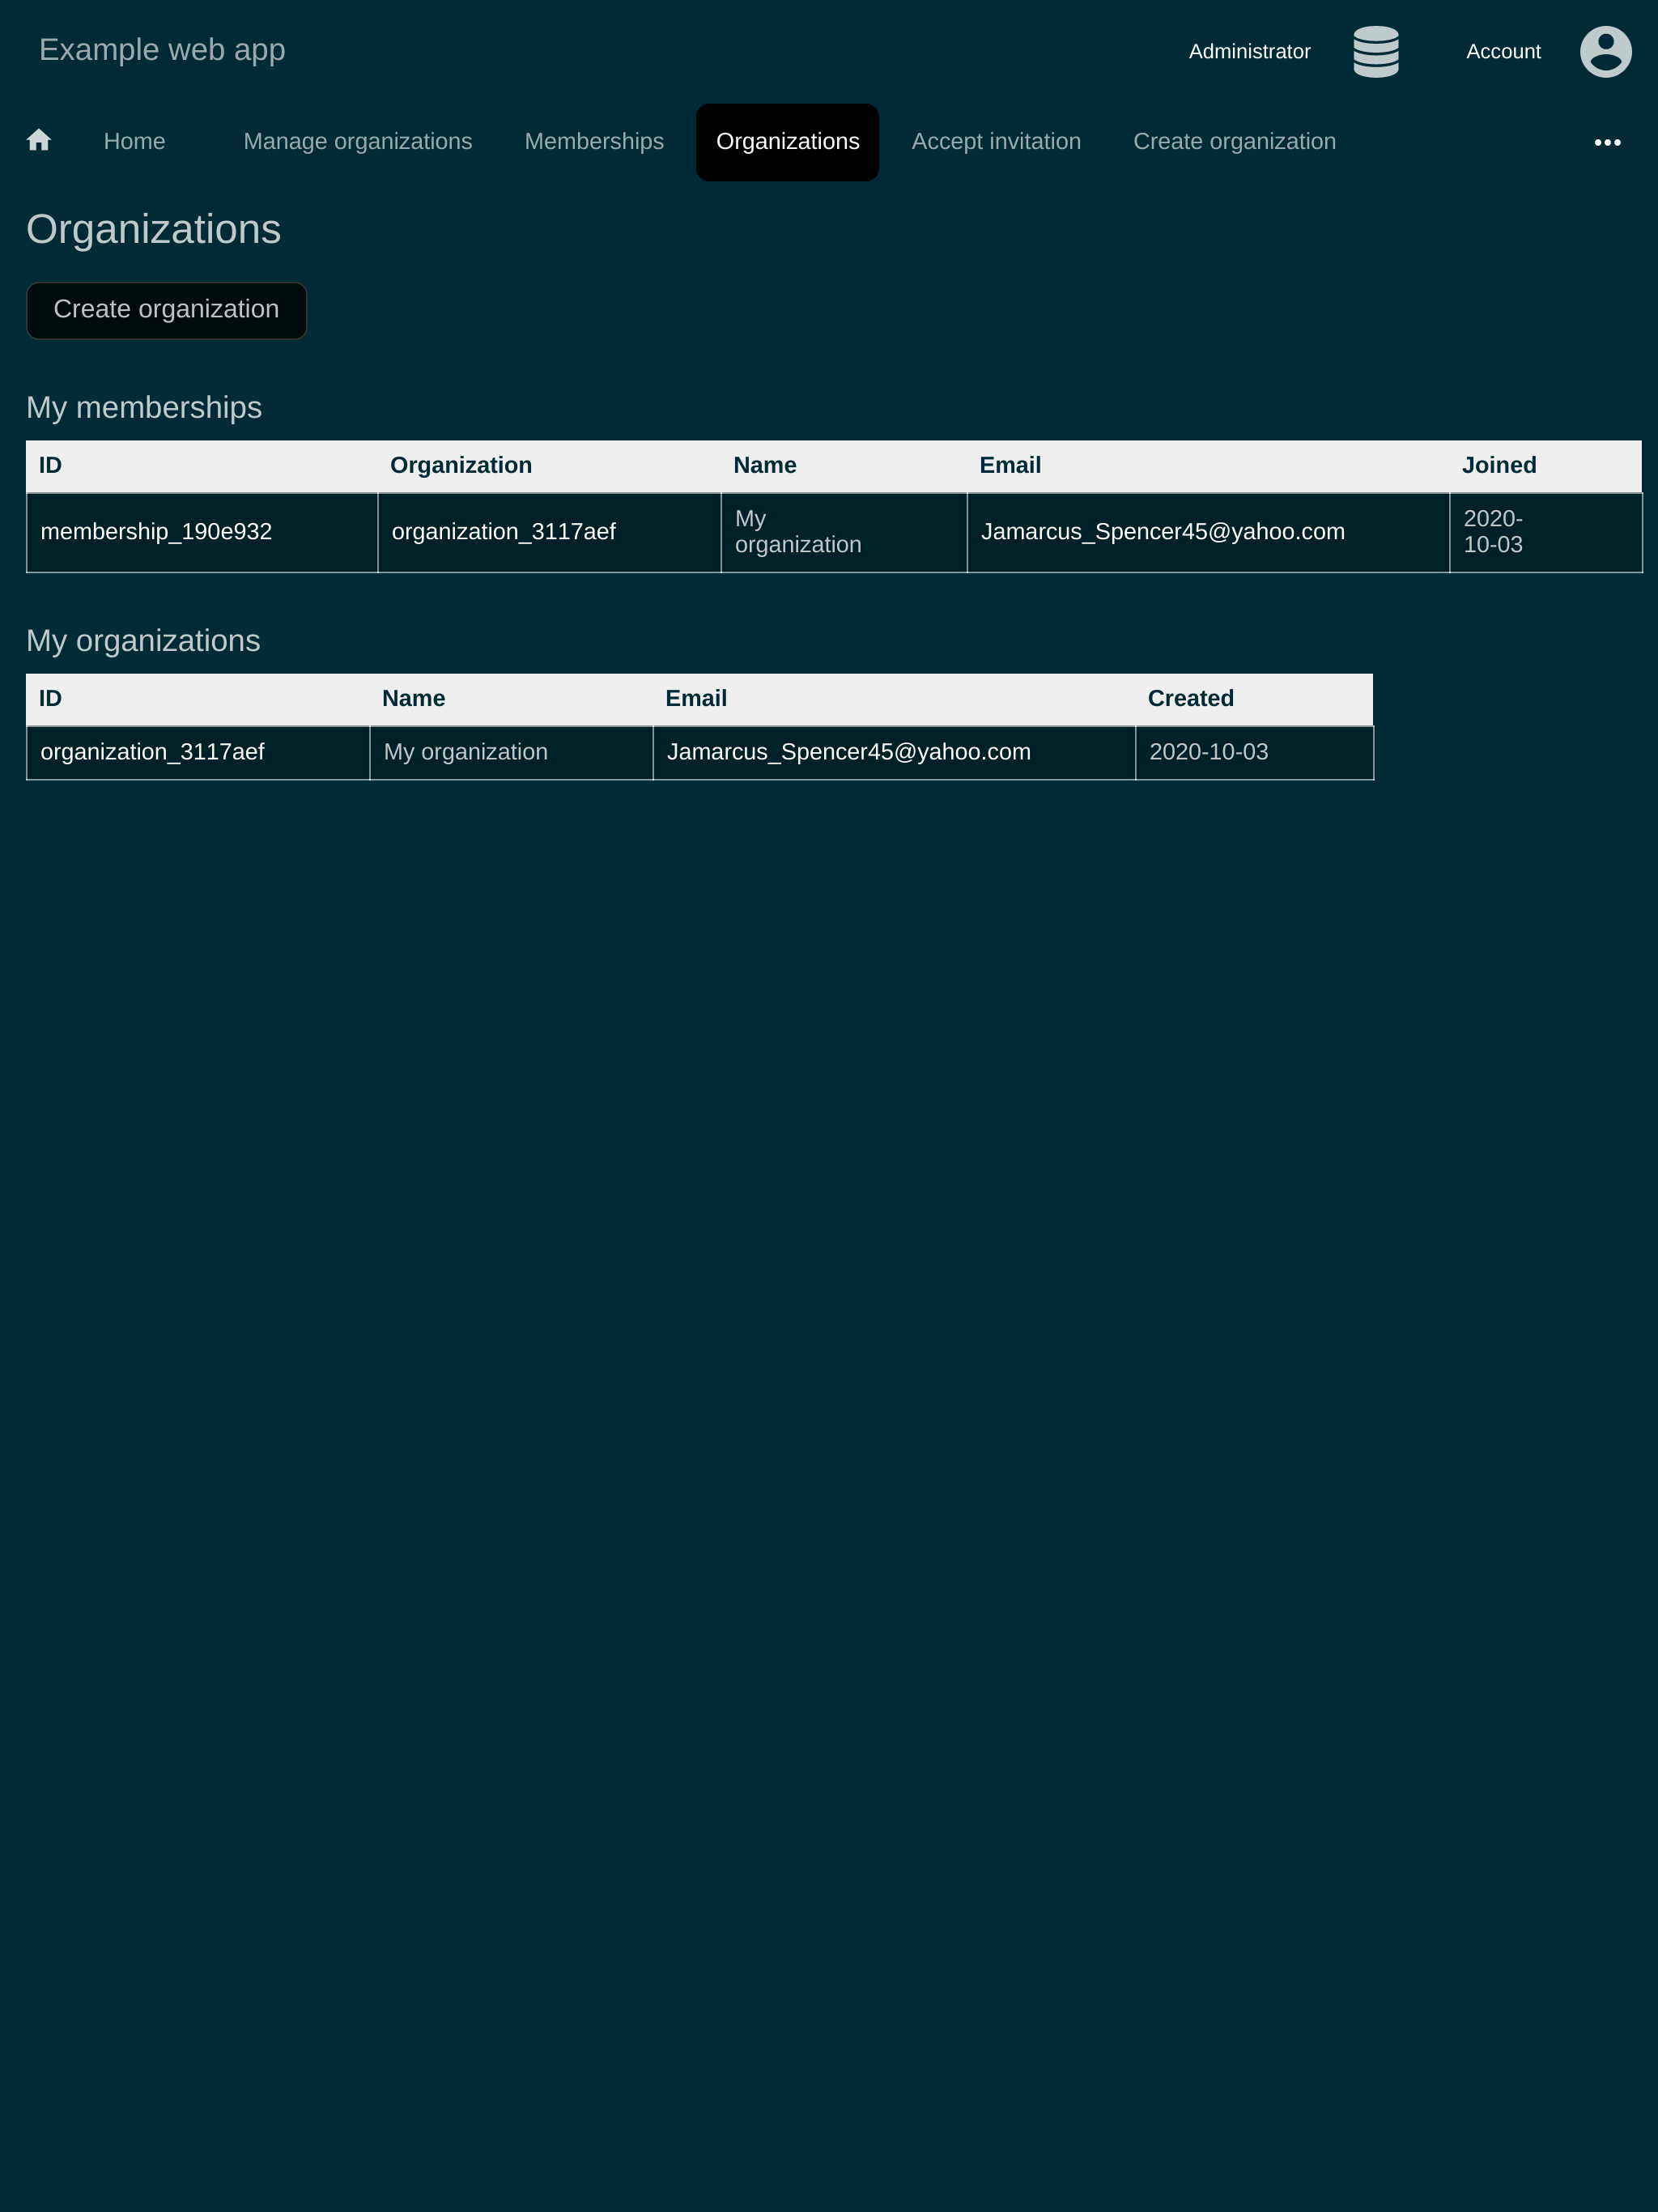 Example web app
Administrator
Account
Home
Manage organizations
Memberships
Organizations
Accept invitation
Create organization
Organizations
Create organization
My memberships
ID Organization Name Email Joined
membership_190e932 organization_3117aef My organization Jamarcus_Spencer45@yahoo.com 2020-10-03
My organizations
ID Name Email Created
organization_3117aef My organization Jamarcus_Spencer45@yahoo.com 2020-10-03